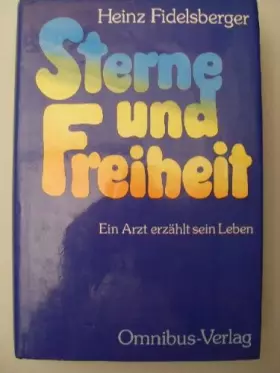 Heinz Fidelsberger
Sterne
und
Freiheit
Ein Arzt erzählt sein Leben
Omnibus-Verlag